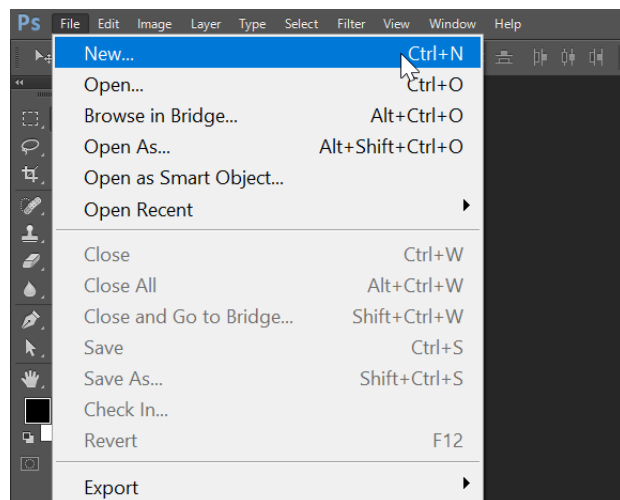 Ps File Edit Image Layer Type Select Filter View Window Help
New... Ctrl+N
Open... Ctrl+O
Browse in Bridge... Alt+Ctrl+O
Open As... Alt+Shift+Ctrl+O
Open as Smart Object...
Open Recent
Close Ctrl+W
Close All Alt+Ctrl+W
Close and Go to Bridge... Shift+Ctrl+W
Save Ctrl+S
Save As... Shift+Ctrl+S
Check In...
Revert F12
Export